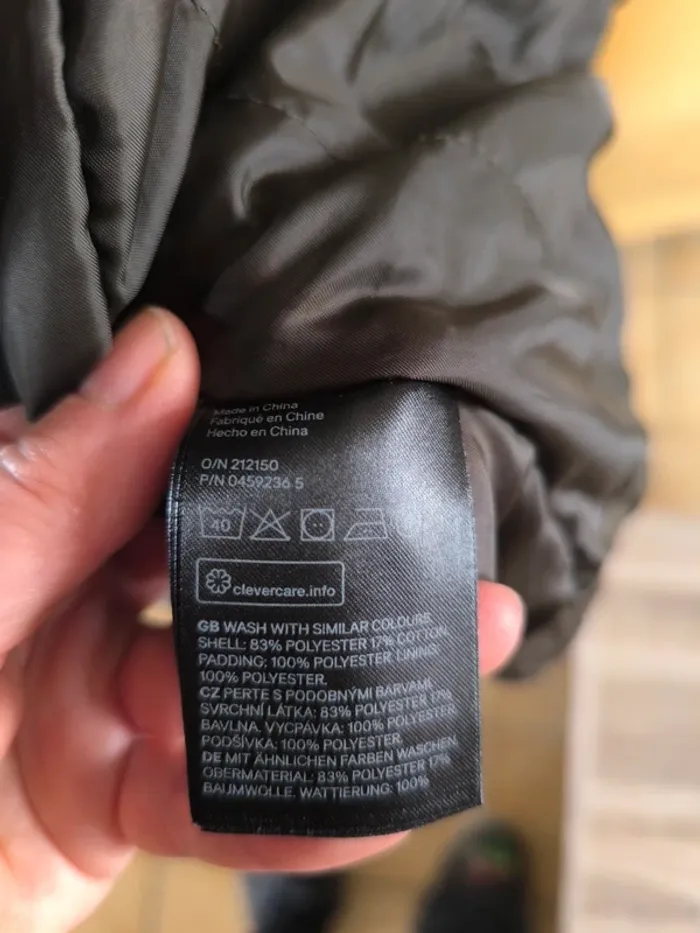 Made in China
Fabriqué en Chine
Hecho en China
O/N 212150
P/N 0459236 5
40
clevercare.info
GB WASH WITH SIMILAR COLOURS.
SHELL: 83% POLYESTER 17% COTTON.
PADDING: 100% POLYESTER. LINING:
100% POLYESTER.
CZ PERTE S PODOBNÝMI BARVAMI.
SVRCHNÍ LÁTKA: 83% POLYESTER 17%
BAVLNA. VYCPÁVKA: 100% POLYESTER.
PODŠÍVKA: 100% POLYESTER.
DE MIT ÄHNLICHEN FARBEN WASCHEN.
OBERMATERIAL: 83% POLYESTER 17%
BAUMWOLLE. WATTIERUNG: 100%